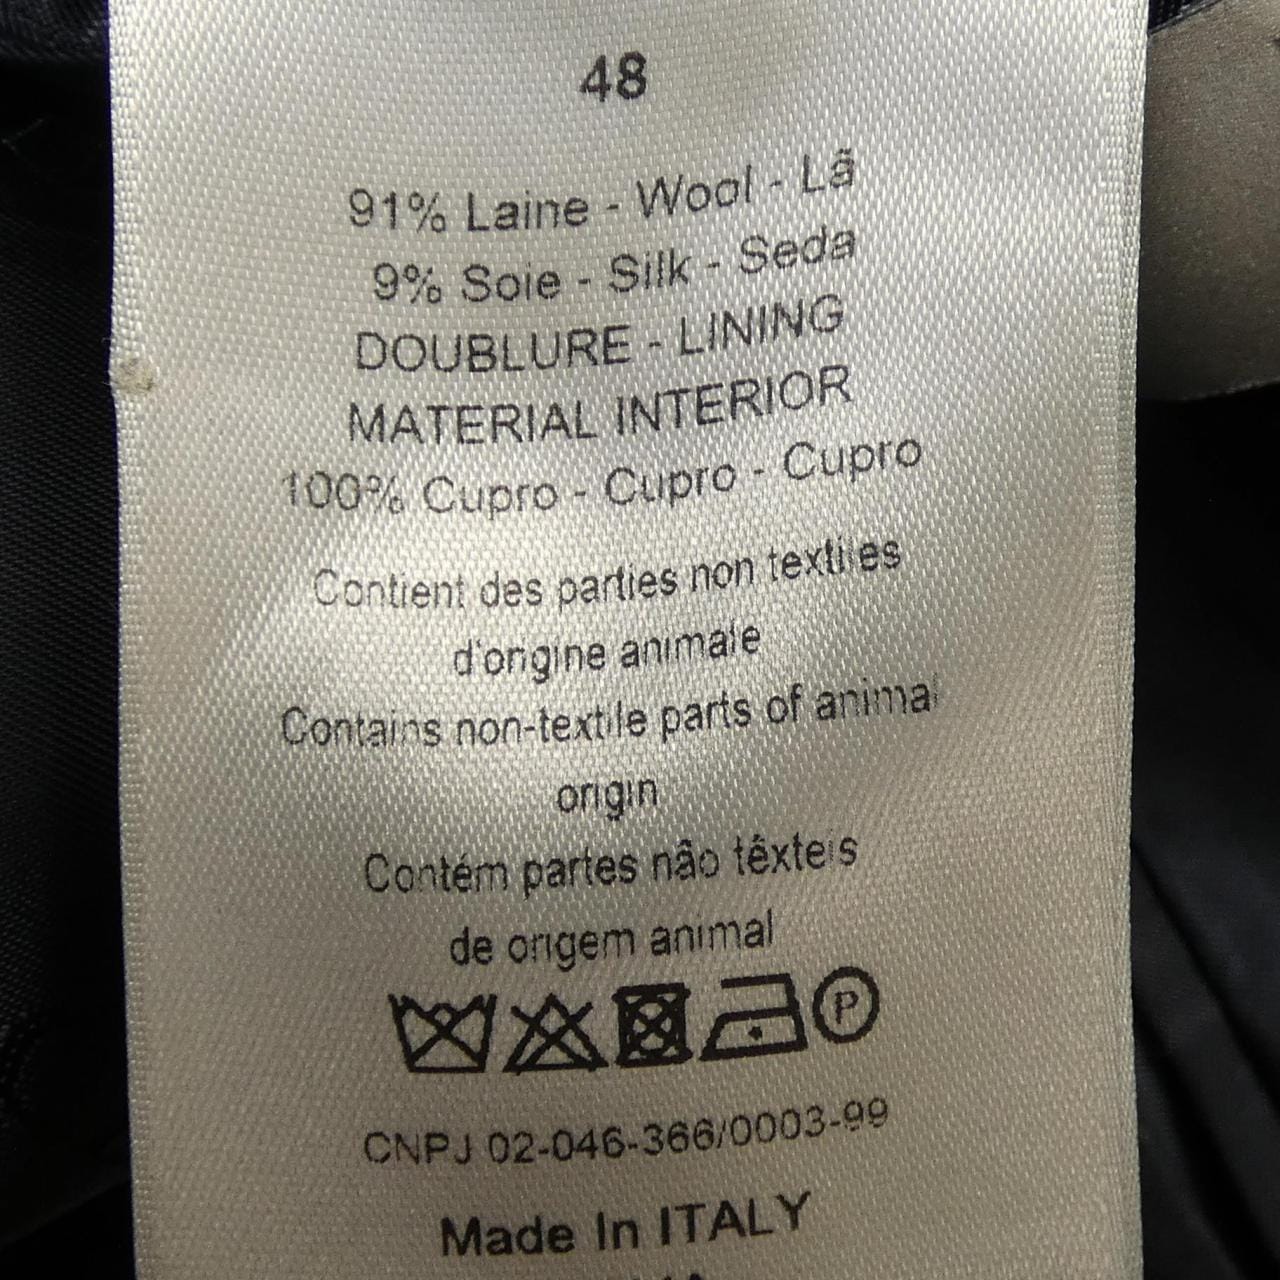 48
91% Laine - Wool - Lã
9% Soie - Silk - Seda
DOUBLURE - LINING
MATERIAL INTERIOR
100% Cupro - Cupro - Cupro
Contient des parties non textiles
d'origine animale
Contains non-textile parts of animal
origin
Contém partes não têxteis
de origem animal
P
CNPJ 02-046-366/0003-99
Made In ITALY